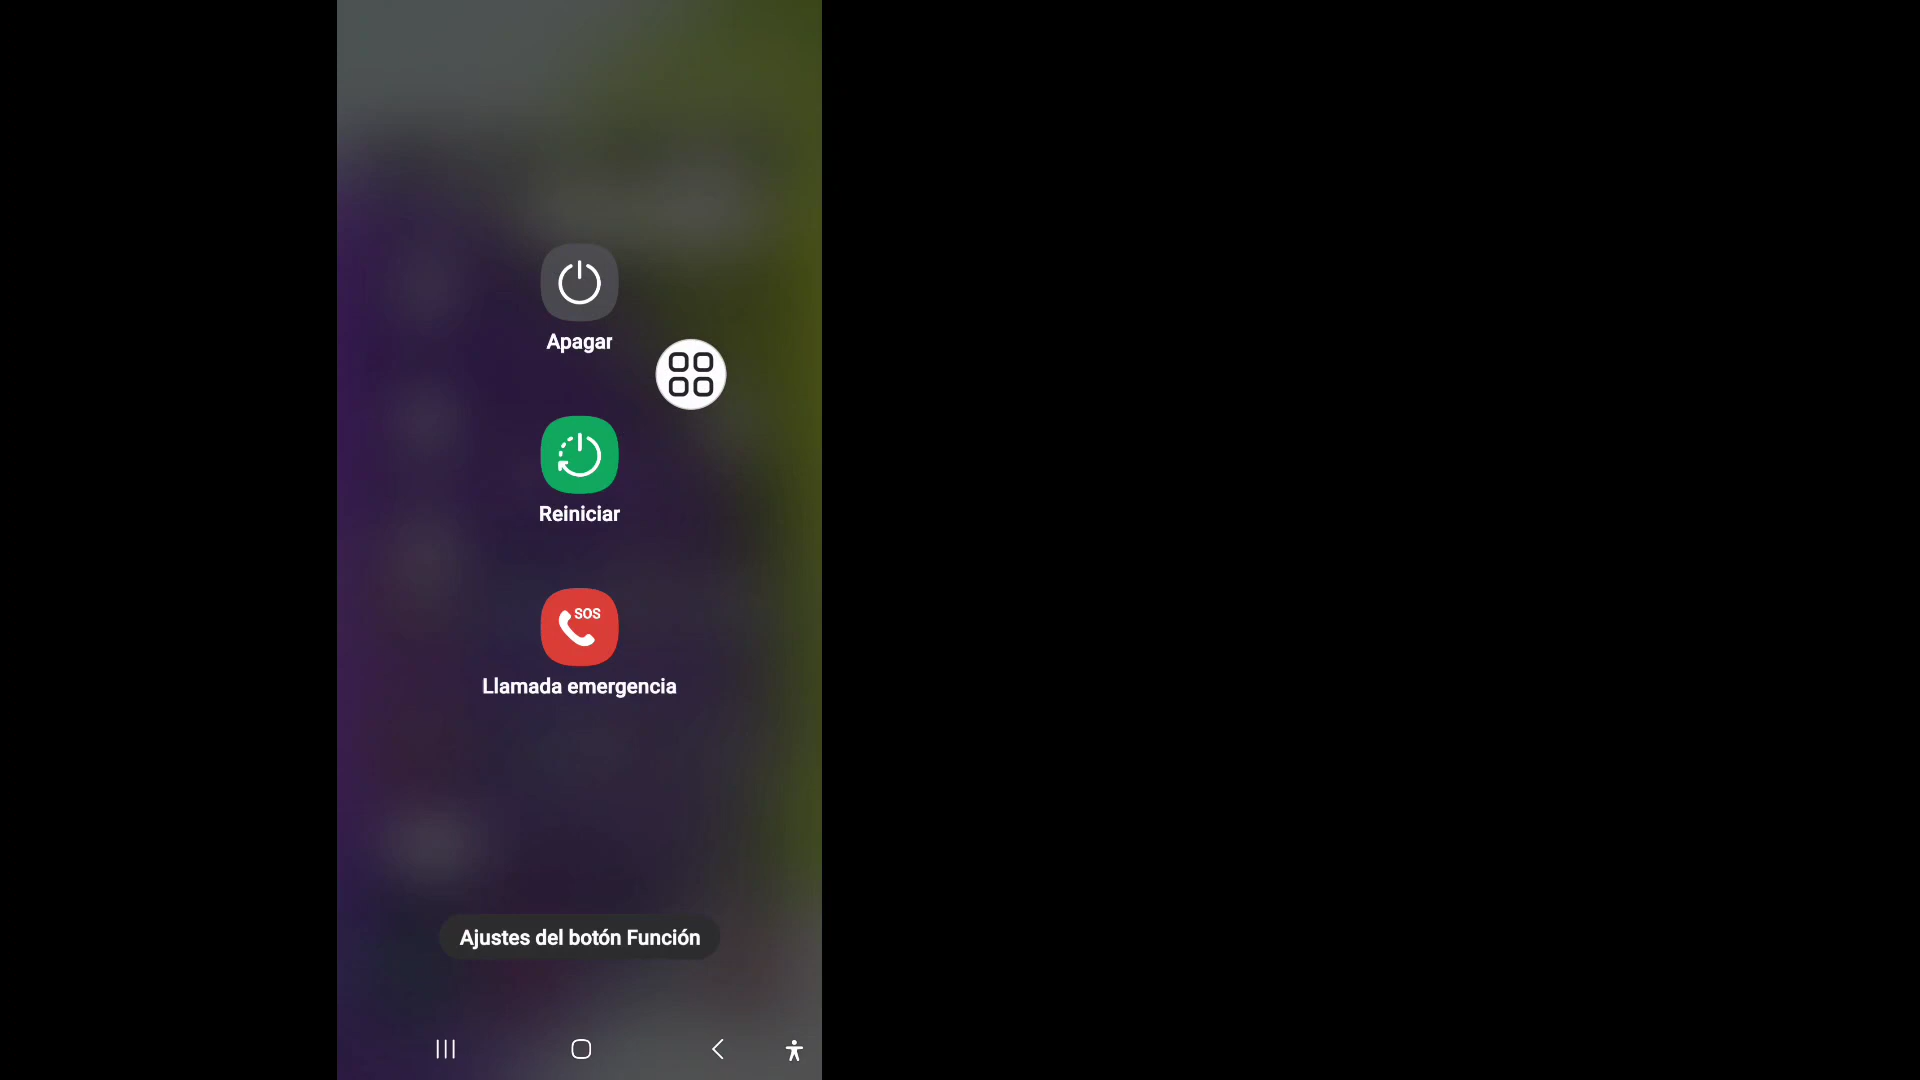 Apagar
Reiniciar
SOS
Llamada emergencia
Ajustes del botón Función